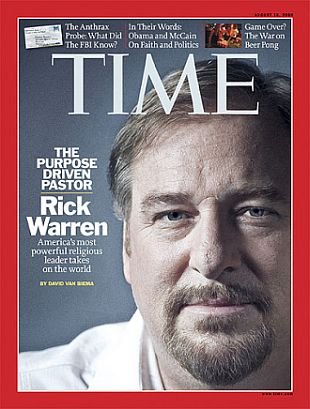 AUGUST 18, 2008
The Anthrax
Probe: What Did
The FBI Know?
In Their Words:
Obama and McCain
On Faith and Politics
Game Over?
The War on
Beer Pong
TIME
THE
PURPOSE
DRIVEN
PASTOR
Rick
Warren
America's most
powerful religious
leader takes
on the world
BY DAVID VAN BIEMA
WWW.TIME.COM